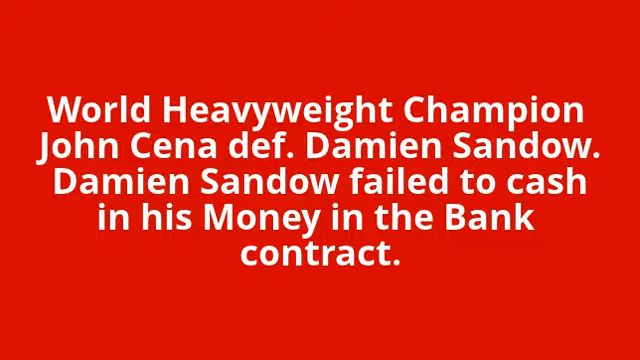 World Heavyweight Champion
John Cena def. Damien Sandow.
Damien Sandow failed to cash
in his Money in the Bank
contract.